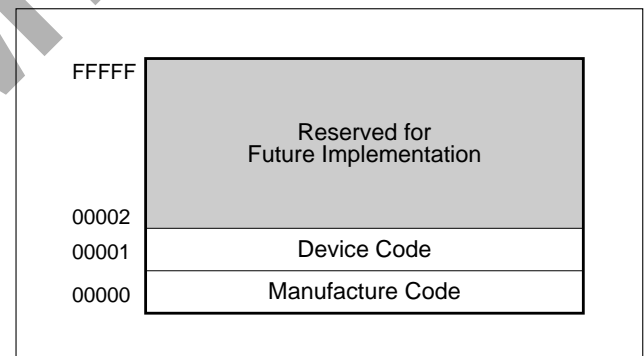 FFFFF
Reserved for
Future Implementation
00002
00001 Device Code
00000 Manufacture Code